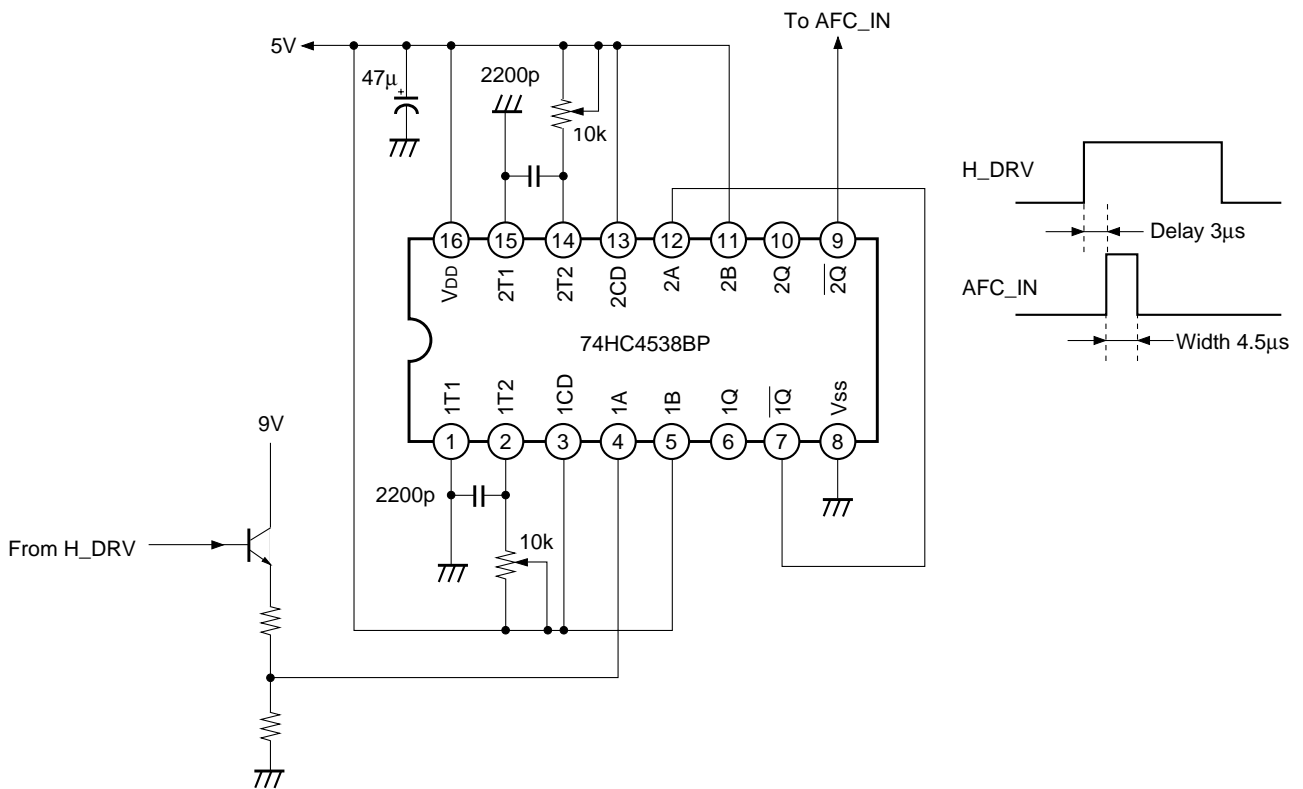 To AFC_IN
5V
47µ
+
2200p
10k
16 15 14 13 12 11 10 9
VDD 2T1 2T2 2CD 2A 2B 2Q 2Q
74HC4538BP
1T1 1T2 1CD 1A 1B 1Q 1Q Vss
1 2 3 4 5 6 7 8
9V
2200p
10k
From H_DRV
H_DRV
Delay 3µs
AFC_IN
Width 4.5µs